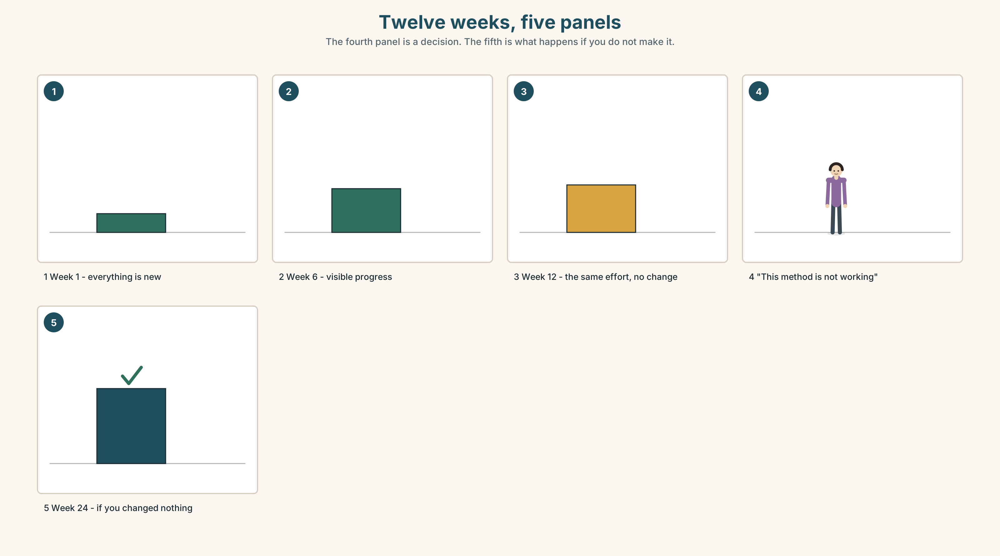 Twelve weeks, five panels
The fourth panel is a decision. The fifth is what happens if you do not make it.
1
2
3
4
1 Week 1 - everything is new
2 Week 6 - visible progress
3 Week 12 - the same effort, no change
4 "This method is not working"
5
5 Week 24 - if you changed nothing